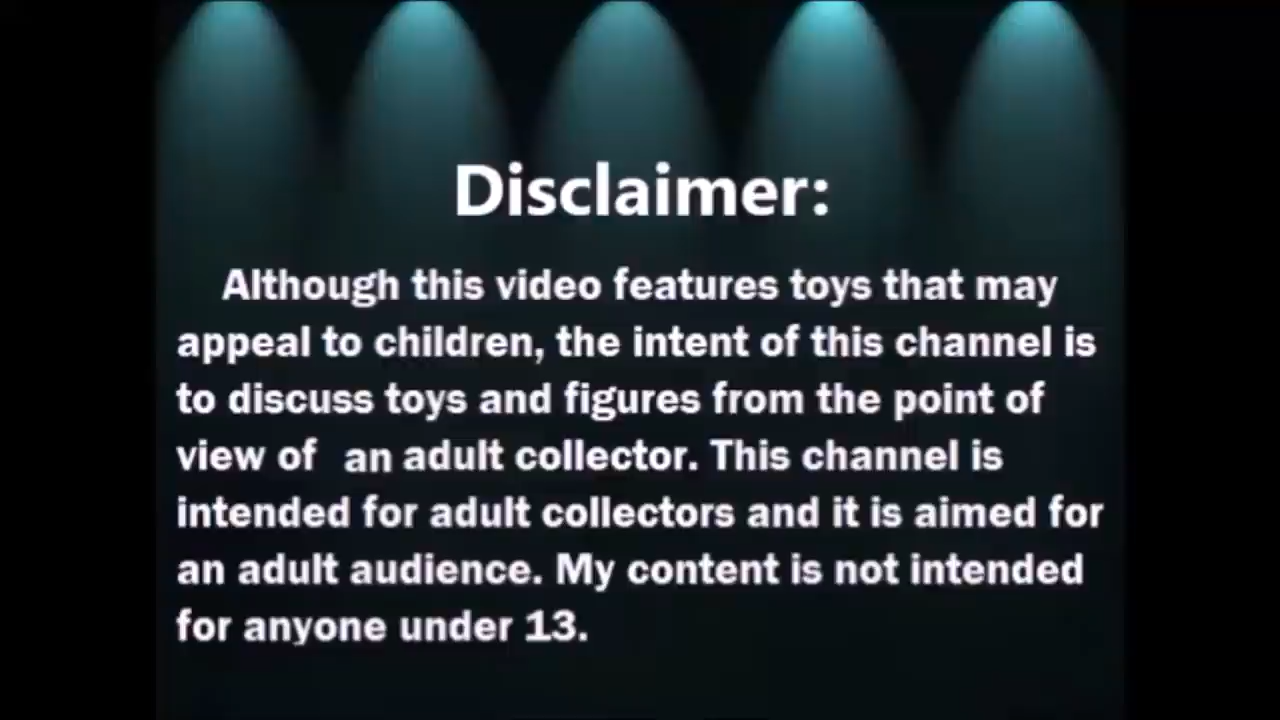 Disclaimer:
Although this video features toys that may
appeal to children, the intent of this channel is
to discuss toys and figures from the point of
view of an adult collector. This channel is
intended for adult collectors and it is aimed for
an adult audience. My content is not intended
for anyone under 13.